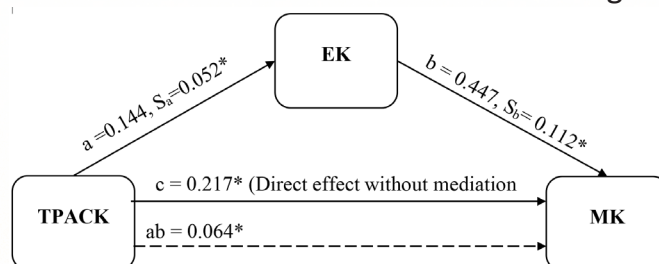 EK
a =0.144, Sa=0.052*
b = 0.447, Sb= 0.112*
c = 0.217* (Direct effect without mediation
TPACK
MK
ab = 0.064*